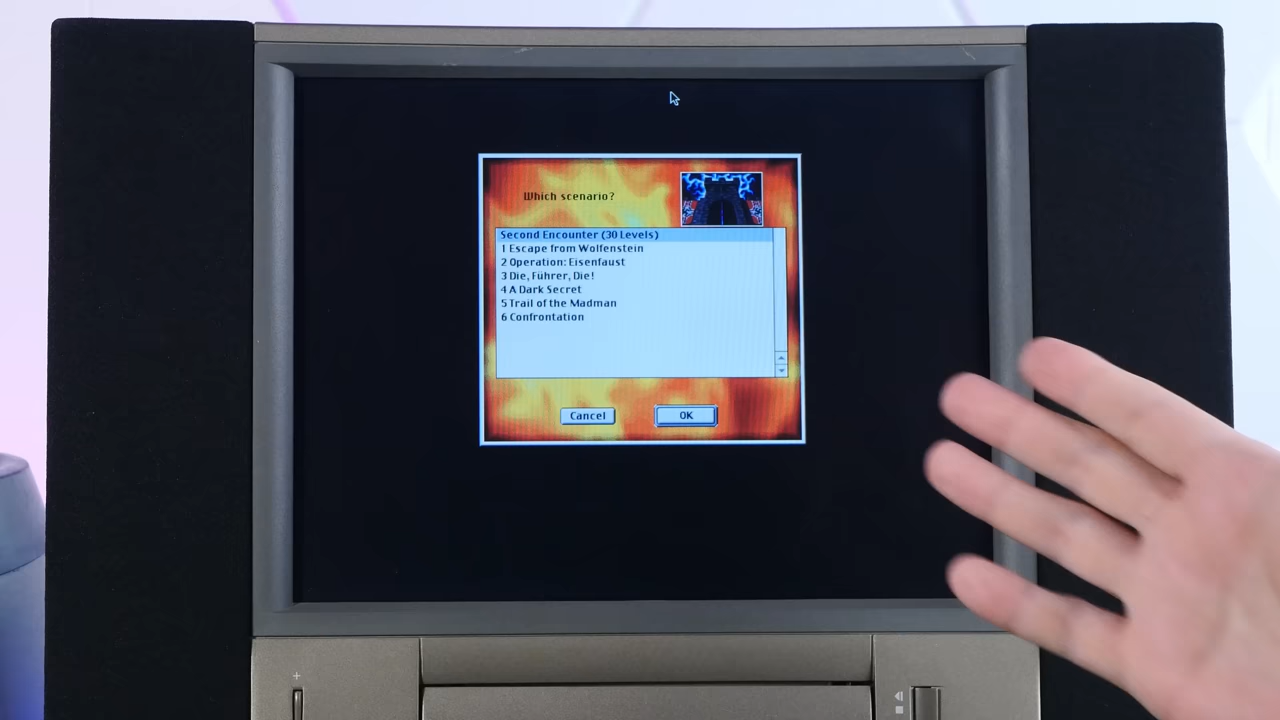 Which scenario?
Second Encounter (30 Levels)
1 Escape from Wolfenstein
2 Operation: Eisenfaust
3 Die, Führer, Die!
4 A Dark Secret
5 Trail of the Madman
6 Confrontation
Cancel
OK
+